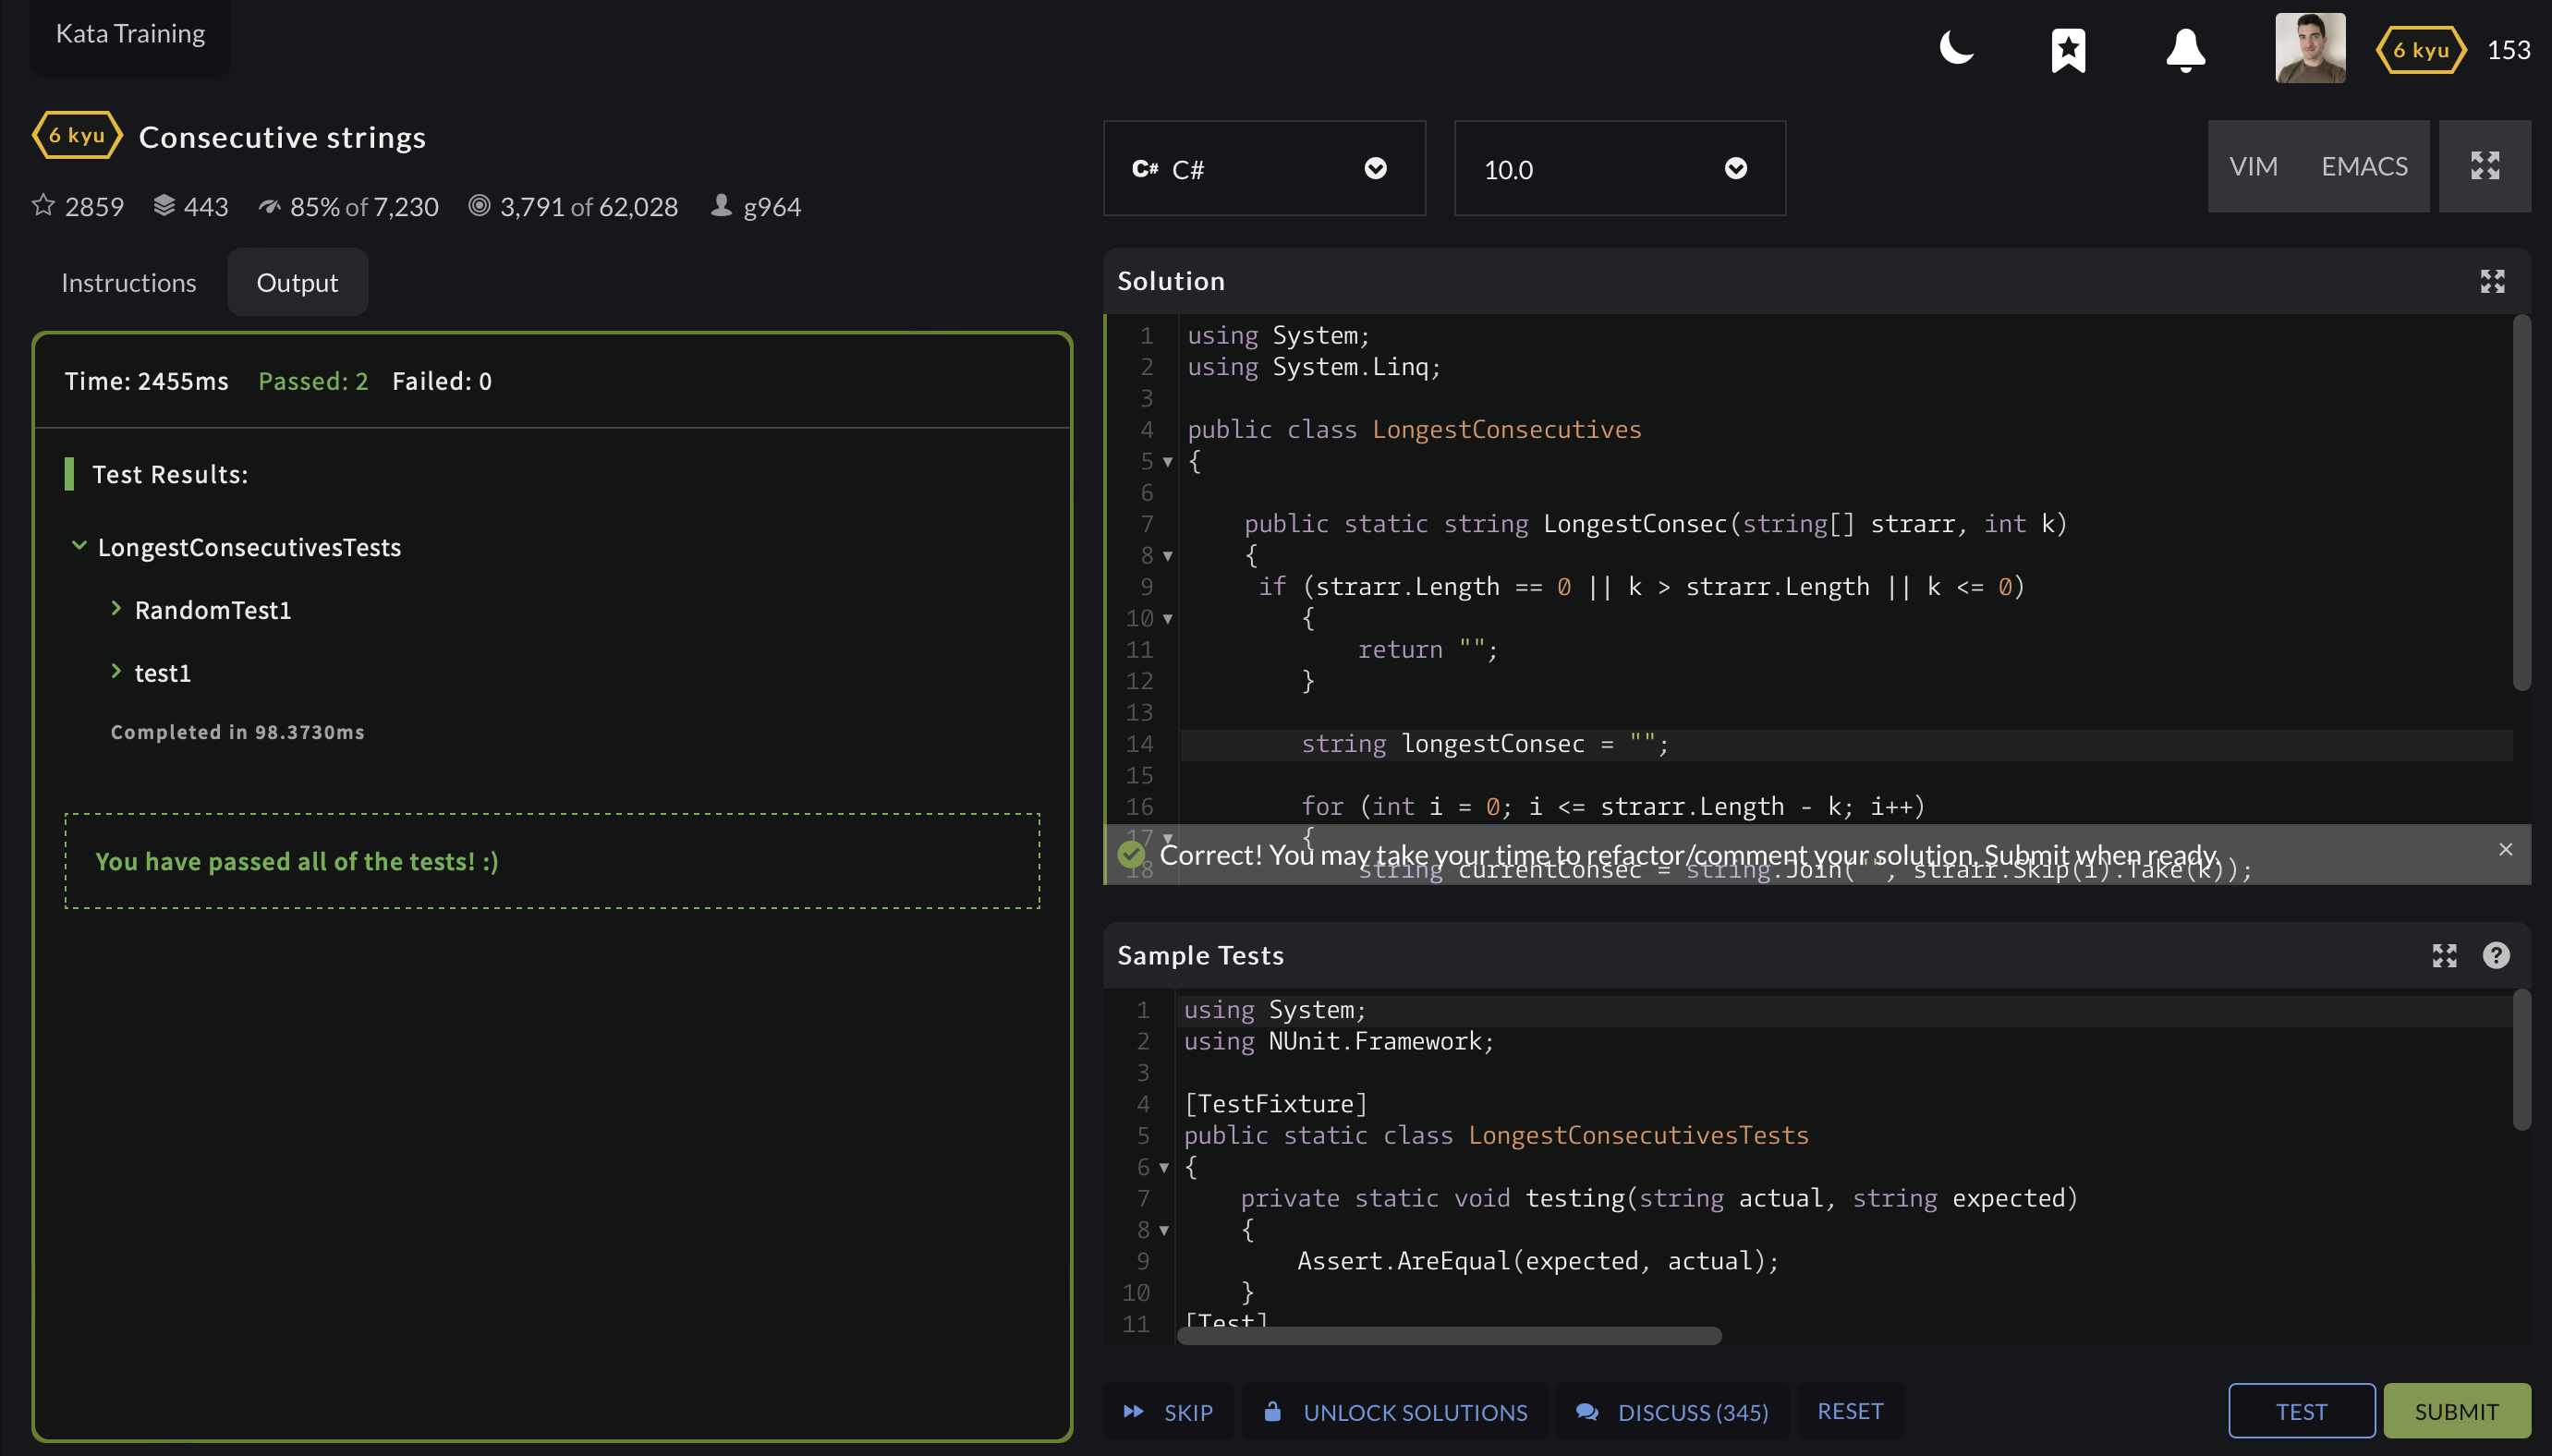 Kata Training
6 kyu 153
6 kyu Consecutive strings
2859 443 85% of 7,230 3,791 of 62,028 g964
Instructions Output
Time: 2455ms Passed: 2 Failed: 0
Test Results:
LongestConsecutivesTests
RandomTest1
test1
Completed in 98.3730ms
You have passed all of the tests! :)
C# C# 10.0 VIM EMACS
Solution
1 using System;
2 using System.Linq;
3
4 public class LongestConsecutives
5 {
6
7 public static string LongestConsec(string[] strarr, int k)
8 {
9 if (strarr.Length == 0 || k > strarr.Length || k <= 0)
10 {
11 return "";
12 }
13
14 string longestConsec = "";
15
16 for (int i = 0; i <= strarr.Length - k; i++)
17 {
Correct! You may take your time to refactor/comment your solution. Submit when ready.
18 string currentConsec = string.Join("", strarr.Skip(i).Take(k));
Sample Tests
1 using System;
2 using NUnit.Framework;
3
4 [TestFixture]
5 public static class LongestConsecutivesTests
6 {
7 private static void testing(string actual, string expected)
8 {
9 Assert.AreEqual(expected, actual);
10 }
11 [Test]
SKIP UNLOCK SOLUTIONS DISCUSS (345) RESET TEST SUBMIT